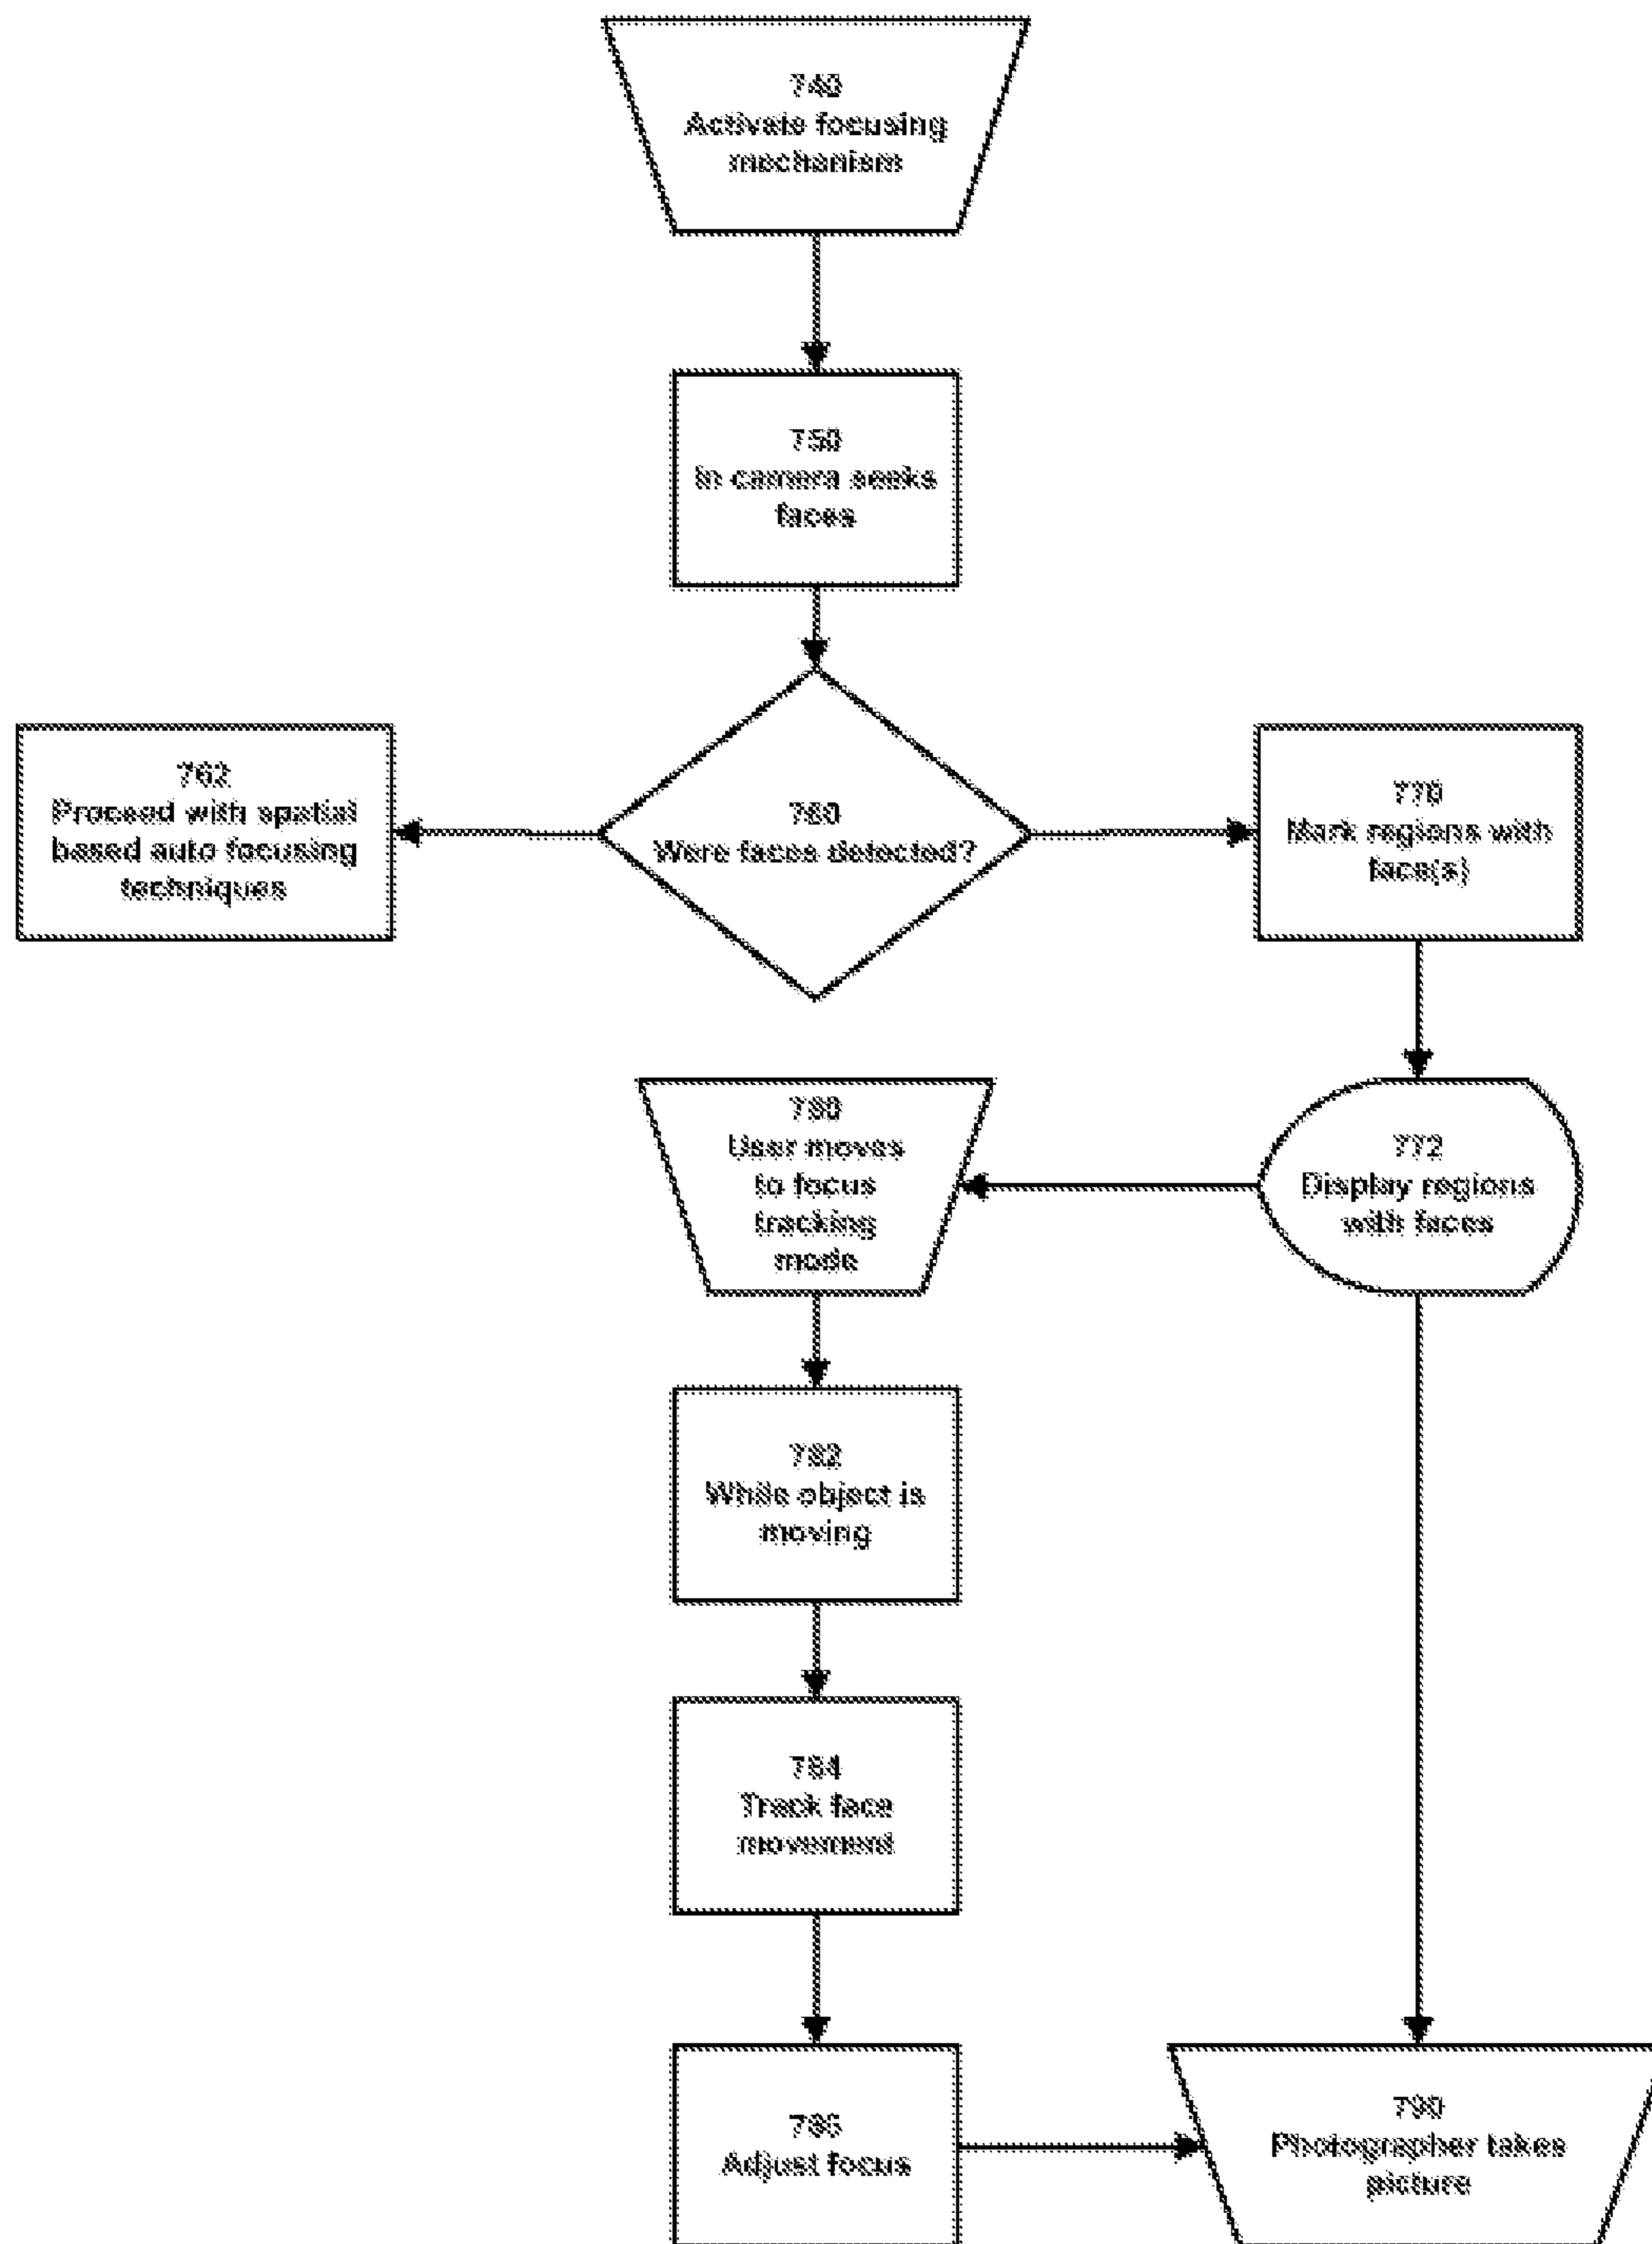 740
Activate focusing
mechanism
750
In camera seeks
faces
760
Were faces detected?
762
Proceed with spatial
based auto focusing
techniques
770
Mark regions with
face(s)
772
Display regions
with faces
780
User moves
to focus
tracking
mode
782
While object is
moving
784
Track face
movement
786
Adjust focus
790
Photographer takes
picture